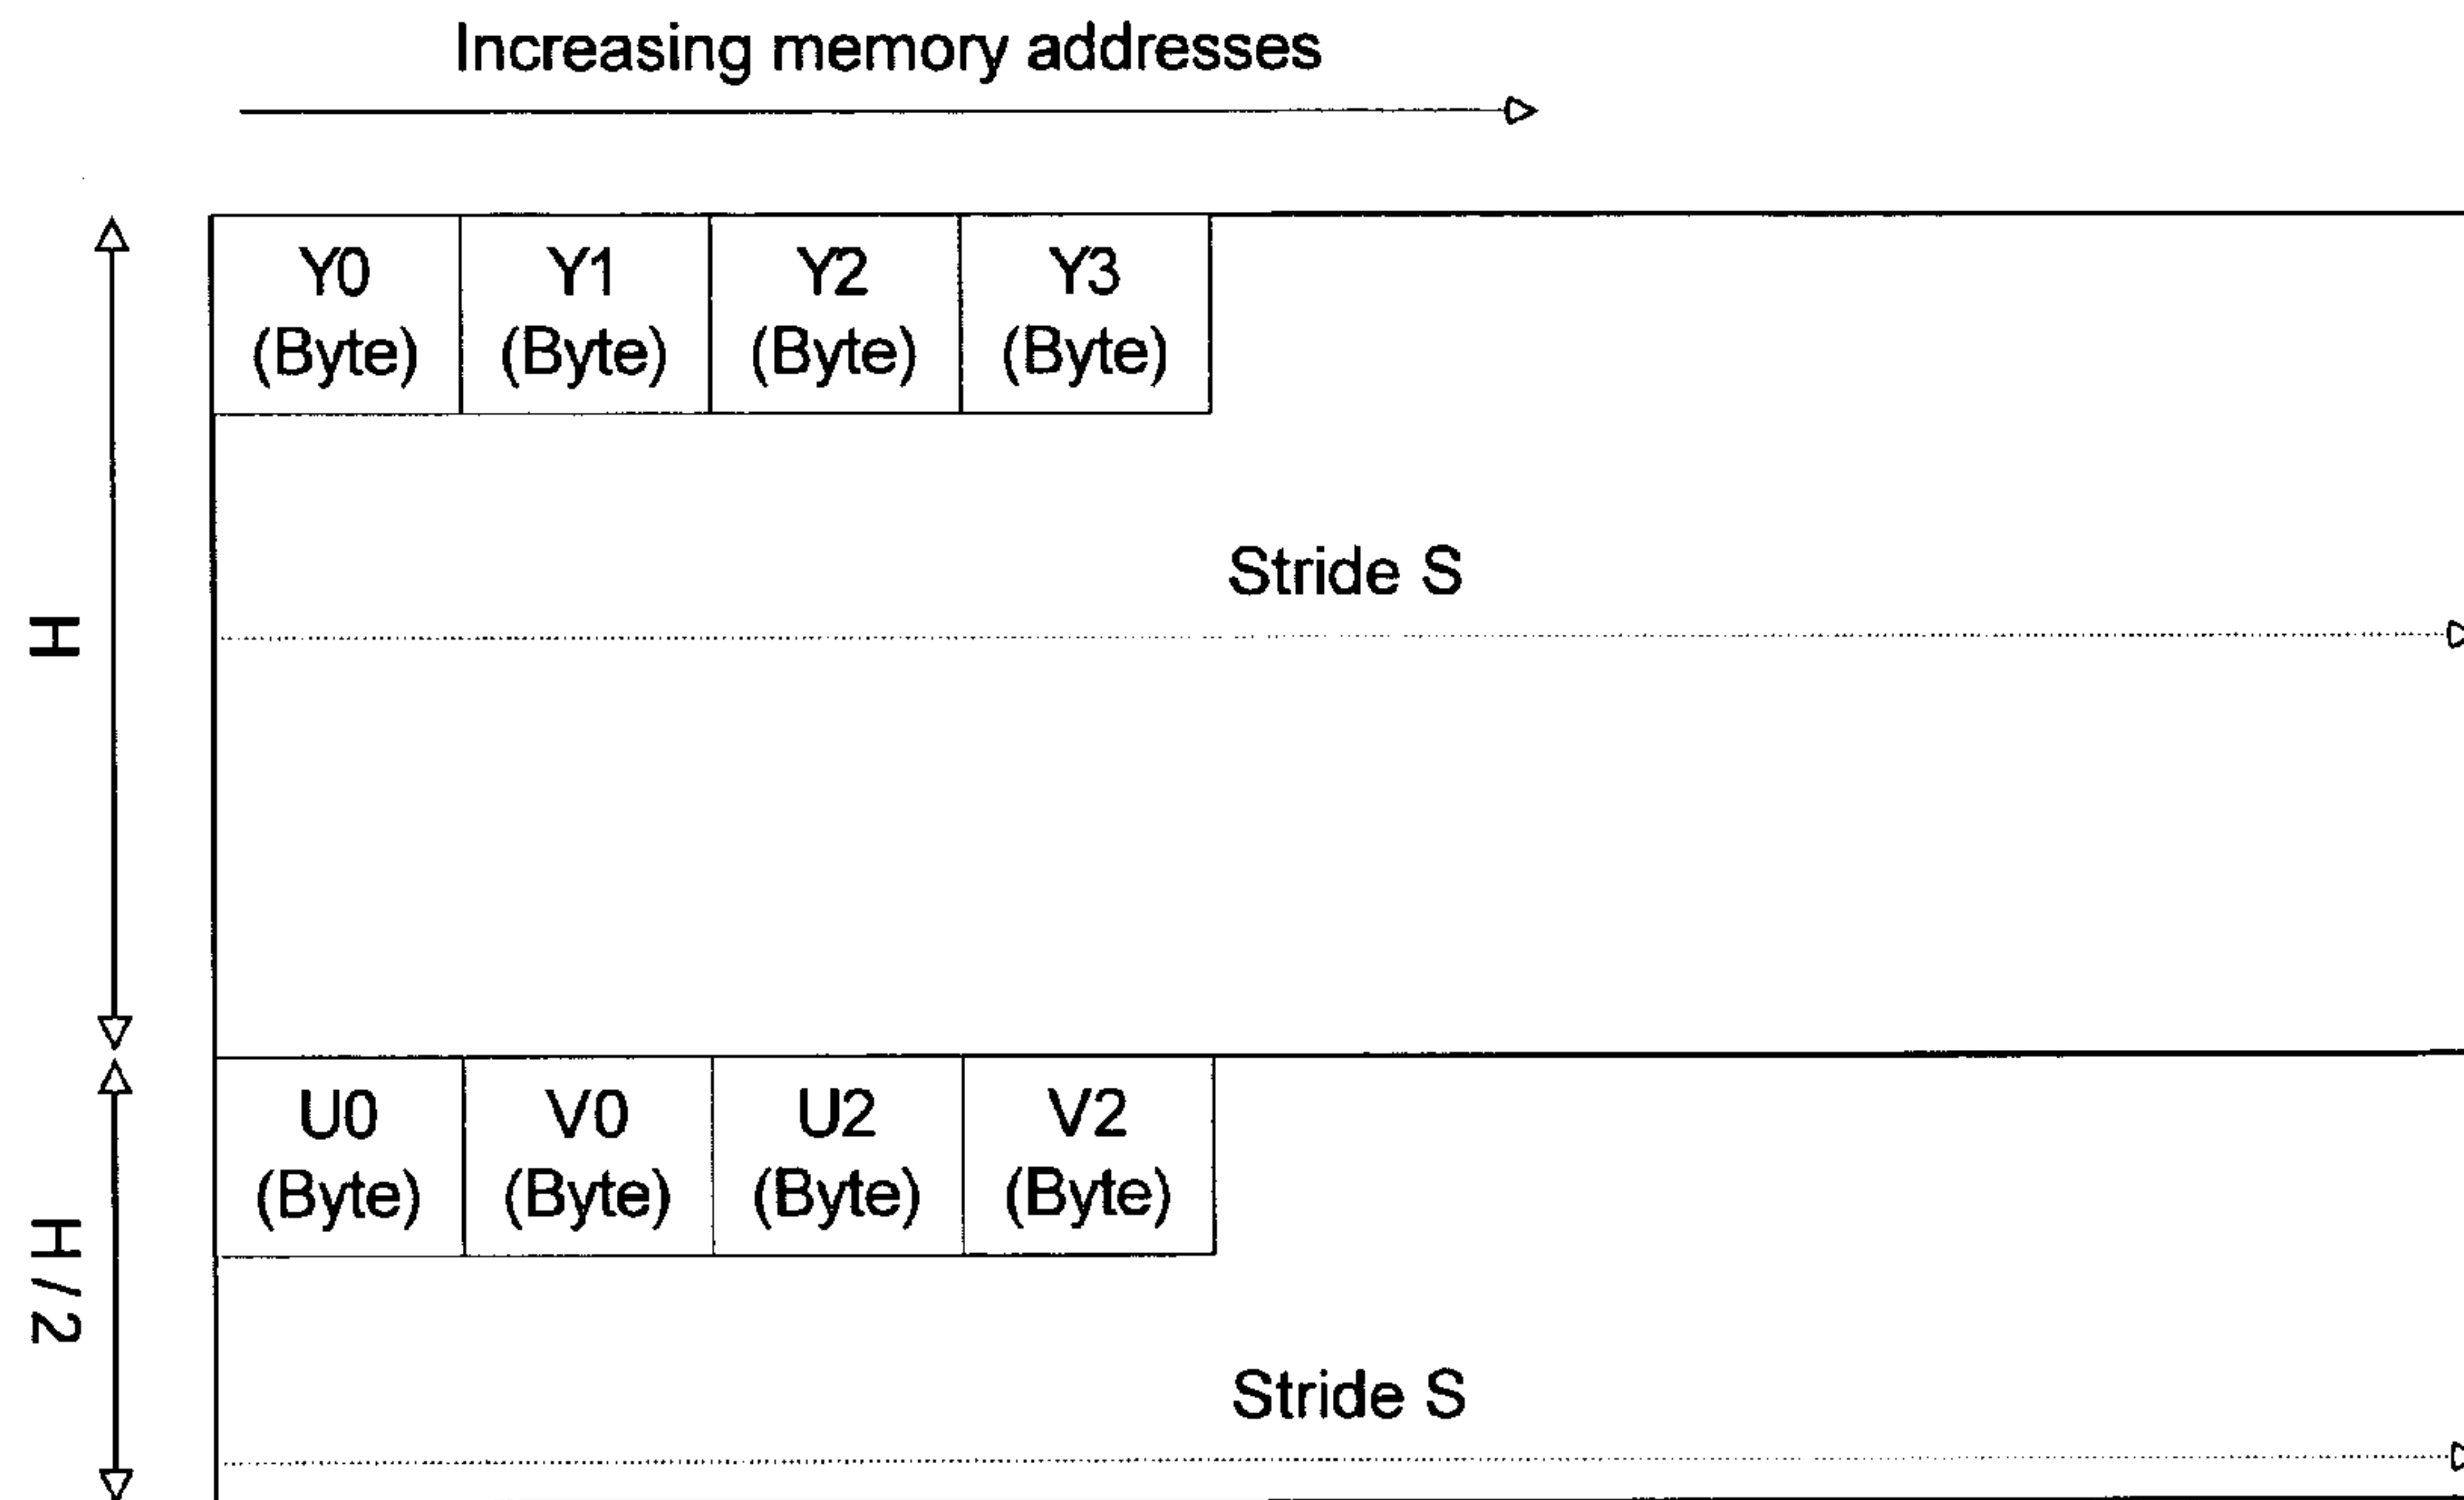 Increasing memory addresses
Y0 Y1 Y2 Y3
(Byte) (Byte) (Byte) (Byte)
Stride S
H
U0 V0 U2 V2
(Byte) (Byte) (Byte) (Byte)
H/2
Stride S